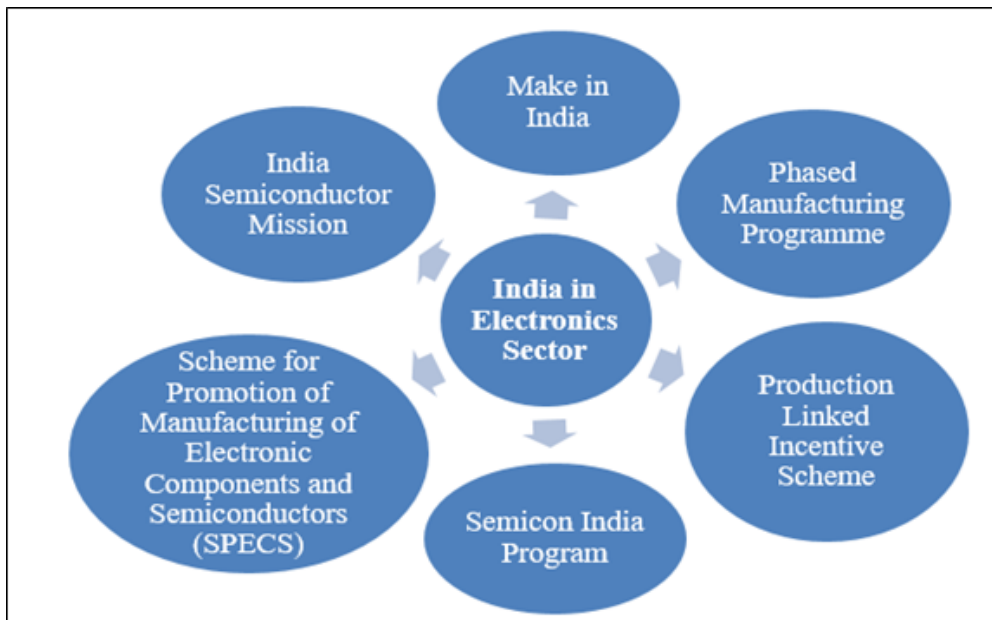 Make in
India
India
Semiconductor
Mission
Phased
Manufacturing
Programme
India in
Electronics
Sector
Scheme for
Promotion of
Manufacturing of
Electronic
Components and
Semiconductors
(SPECS)
Production
Linked
Incentive
Scheme
Semicon India
Program